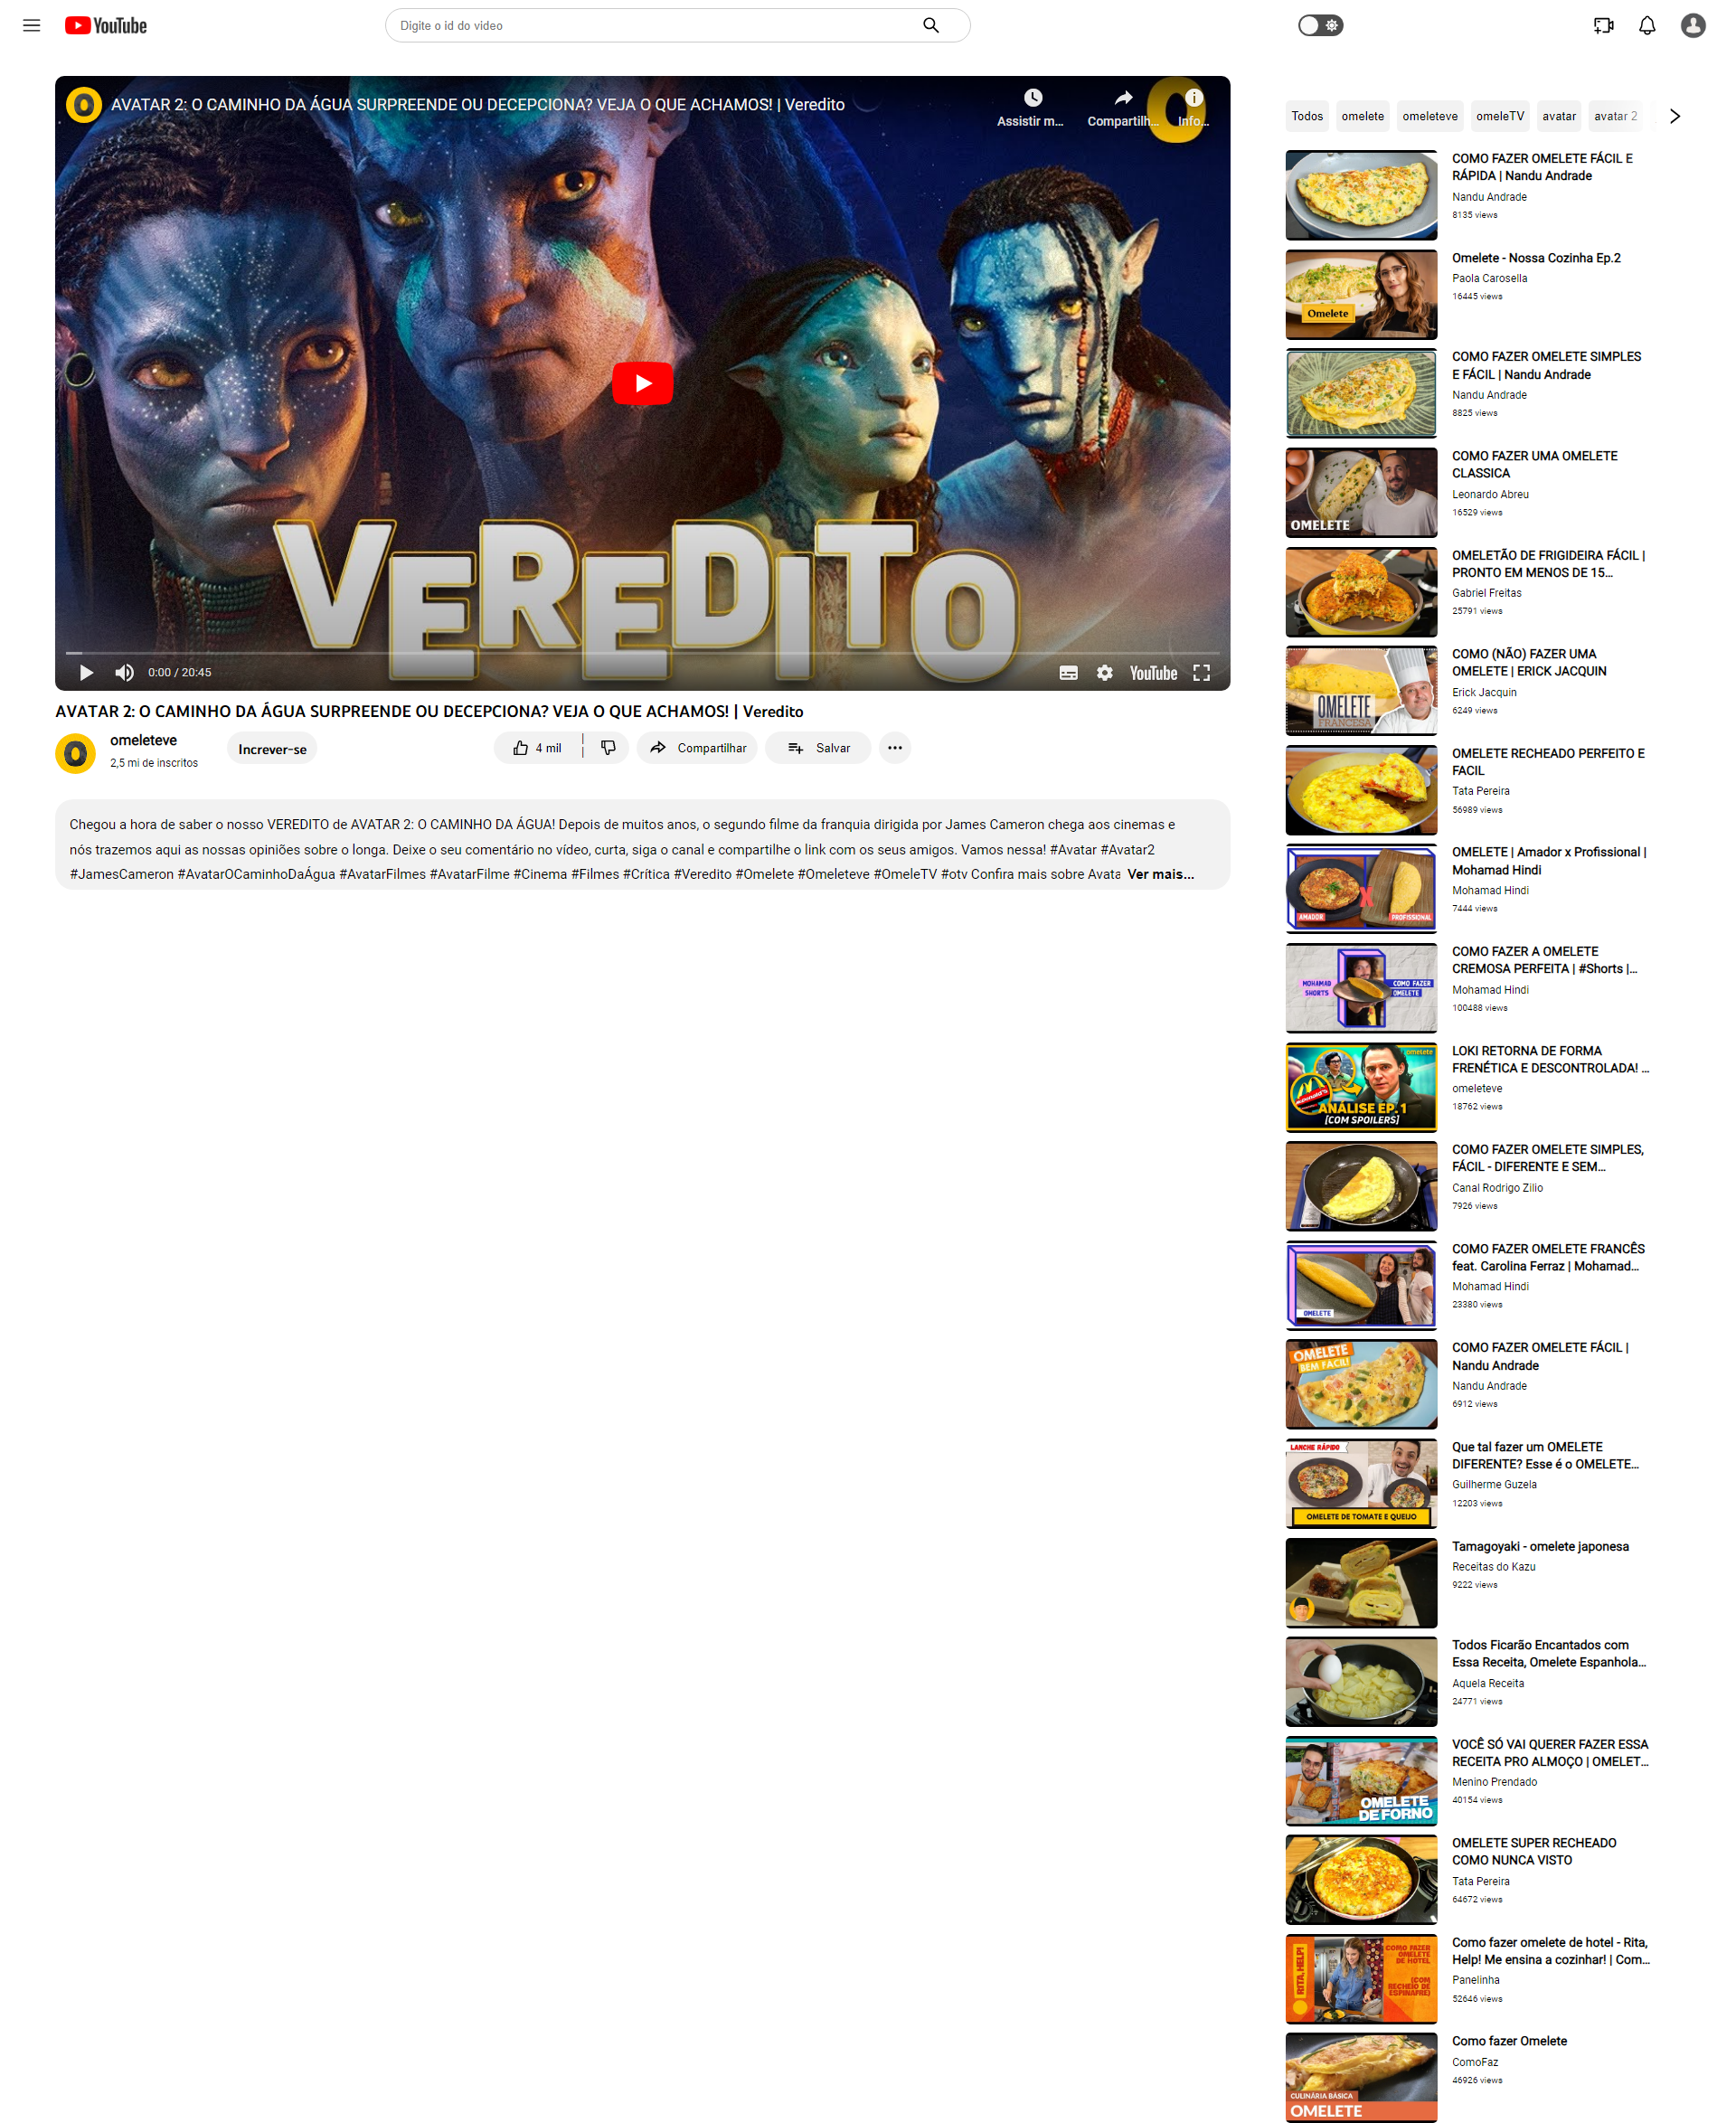 YouTube
Digite o id do video
AVATAR 2: O CAMINHO DA ÁGUA SURPREENDE OU DECEPCIONA? VEJA O QUE ACHAMOS! | Veredito
Assistir m...
Compartilh...
Info...
VEREDITO
0:00 / 20:45
YouTube
AVATAR 2: O CAMINHO DA ÁGUA SURPREENDE OU DECEPCIONA? VEJA O QUE ACHAMOS! | Veredito
omeleteve
2,5 mi de inscritos
Increver-se
4 mil
Compartilhar
Salvar
Chegou a hora de saber o nosso VEREDITO de AVATAR 2: O CAMINHO DA ÁGUA! Depois de muitos anos, o segundo filme da franquia dirigida por James Cameron chega aos cinemas e
nós trazemos aqui as nossas opiniões sobre o longa. Deixe o seu comentário no vídeo, curta, siga o canal e compartilhe o link com os seus amigos. Vamos nessa! #Avatar #Avatar2
#JamesCameron #AvatarOCaminhoDaÁgua #AvatarFilmes #AvatarFilme #Cinema #Filmes #Crítica #Veredito #Omelete #Omeleteve #OmeleTV #otv Confira mais sobre Avata Ver mais...
Todos
omelete
omeleteve
omeleTV
avatar
avatar 2
COMO FAZER OMELETE FÁCIL E
RÁPIDA | Nandu Andrade
Nandu Andrade
8135 views
Omelete
Omelete - Nossa Cozinha Ep.2
Paola Carosella
16445 views
COMO FAZER OMELETE SIMPLES
E FÁCIL | Nandu Andrade
Nandu Andrade
8825 views
OMELETE
COMO FAZER UMA OMELETE
CLASSICA
Leonardo Abreu
16529 views
OMELETÃO DE FRIGIDEIRA FÁCIL |
PRONTO EM MENOS DE 15...
Gabriel Freitas
25791 views
OMELETE
FRANCESA
COMO (NÃO) FAZER UMA
OMELETE | ERICK JACQUIN
Erick Jacquin
6249 views
OMELETE RECHEADO PERFEITO E
FACIL
Tata Pereira
56989 views
AMADOR
X
PROFISSIONAL
OMELETE | Amador x Profissional |
Mohamad Hindi
Mohamad Hindi
7444 views
MOHAMAD
SHORTS
COMO FAZER
OMELETE
COMO FAZER A OMELETE
CREMOSA PERFEITA | #Shorts |...
Mohamad Hindi
100488 views
omelete
ANÁLISE EP.1
[COM SPOILERS]
LOKI RETORNA DE FORMA
FRENÉTICA E DESCONTROLADA! ...
omeleteve
18762 views
COMO FAZER OMELETE SIMPLES,
FÁCIL - DIFERENTE E SEM...
Canal Rodrigo Zilio
7926 views
OMELETE
COMO FAZER OMELETE FRANCÊS
feat. Carolina Ferraz | Mohamad...
Mohamad Hindi
23380 views
OMELETE
BEM FACIL!
COMO FAZER OMELETE FÁCIL |
Nandu Andrade
Nandu Andrade
6912 views
LANCHE RÁPIDO
OMELETE DE TOMATE E QUEIJO
Que tal fazer um OMELETE
DIFERENTE? Esse é o OMELETE...
Guilherme Guzela
12203 views
Tamagoyaki - omelete japonesa
Receitas do Kazu
9222 views
Todos Ficarão Encantados com
Essa Receita, Omelete Espanhola...
Aquela Receita
24771 views
OMELETE
DE FORNO
VOCÊ SÓ VAI QUERER FAZER ESSA
RECEITA PRO ALMOÇO | OMELET...
Menino Prendado
40154 views
OMELETE SUPER RECHEADO
COMO NUNCA VISTO
Tata Pereira
64672 views
RITA, HELP!
COMO FAZER
OMELETE
DE HOTEL
(COM
RECHEIO DE
ESPINAFRE)
Como fazer omelete de hotel - Rita,
Help! Me ensina a cozinhar! | Com...
Panelinha
52646 views
CULINÁRIA BÁSICA
OMELETE
Como fazer Omelete
ComoFaz
46926 views